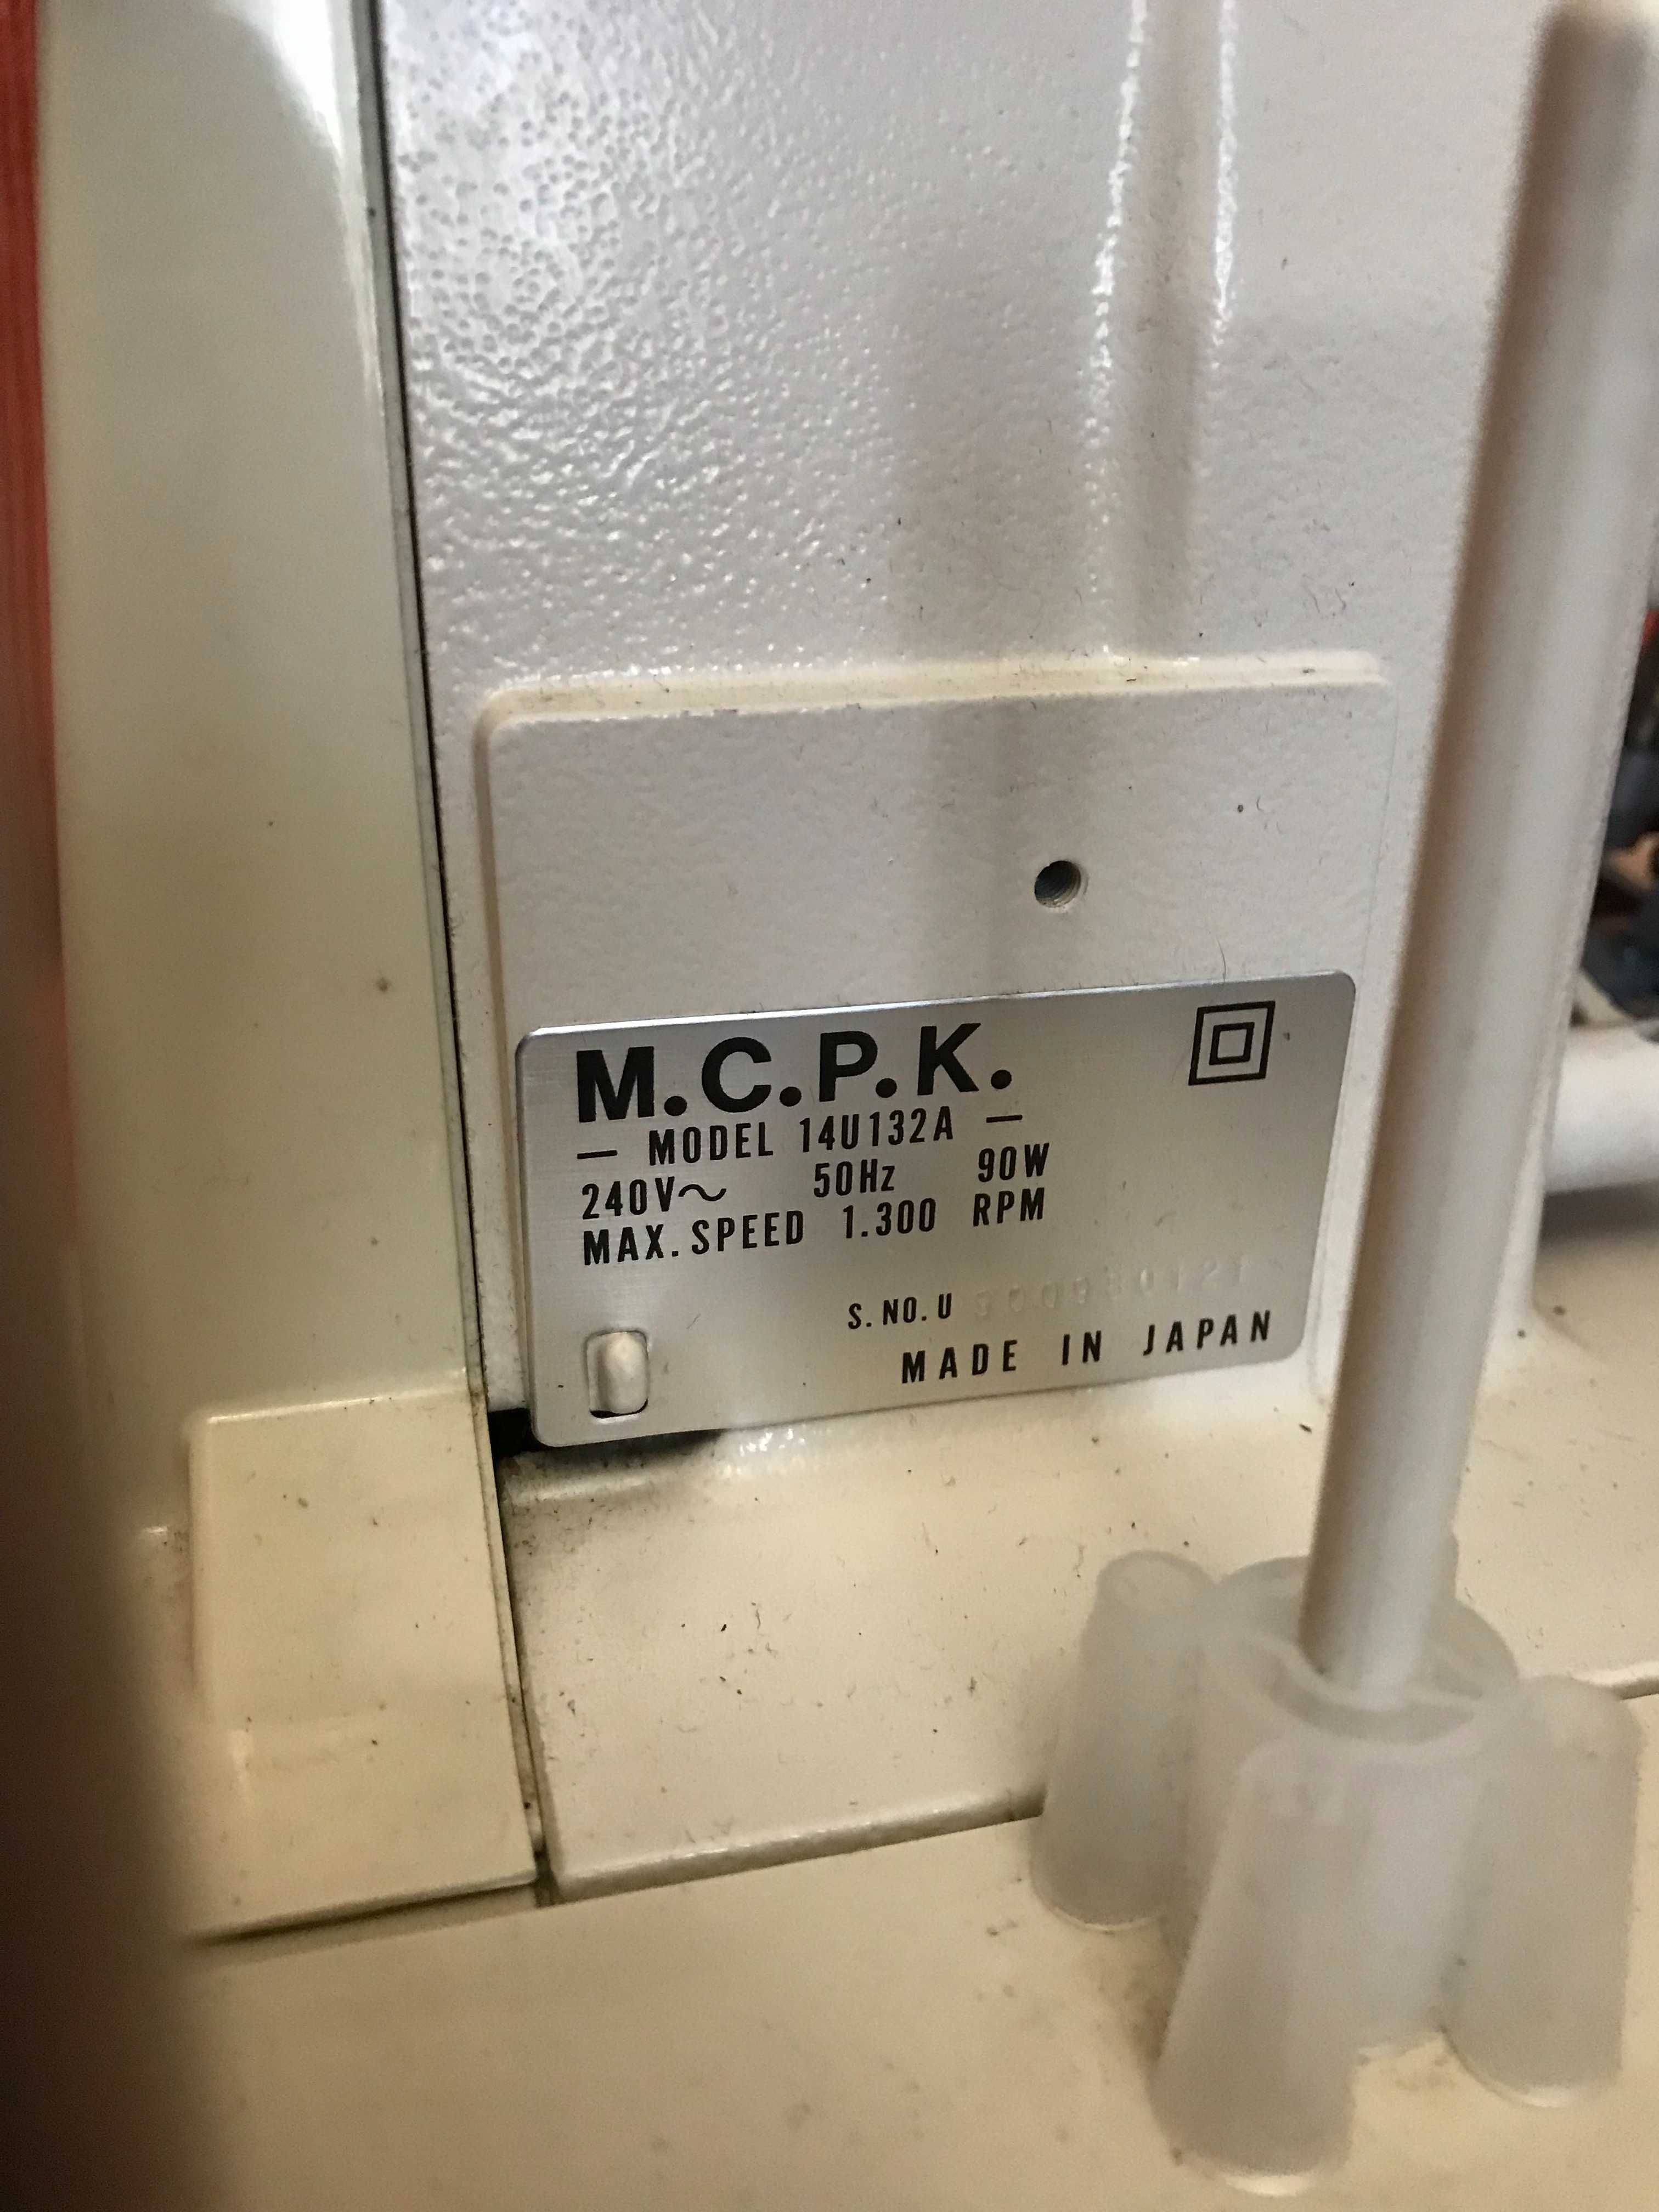 M.C.P.K.
— MODEL 14U132A —
240V~ 50Hz 90W
MAX. SPEED 1.300 RPM
S. NO. U
MADE IN JAPAN